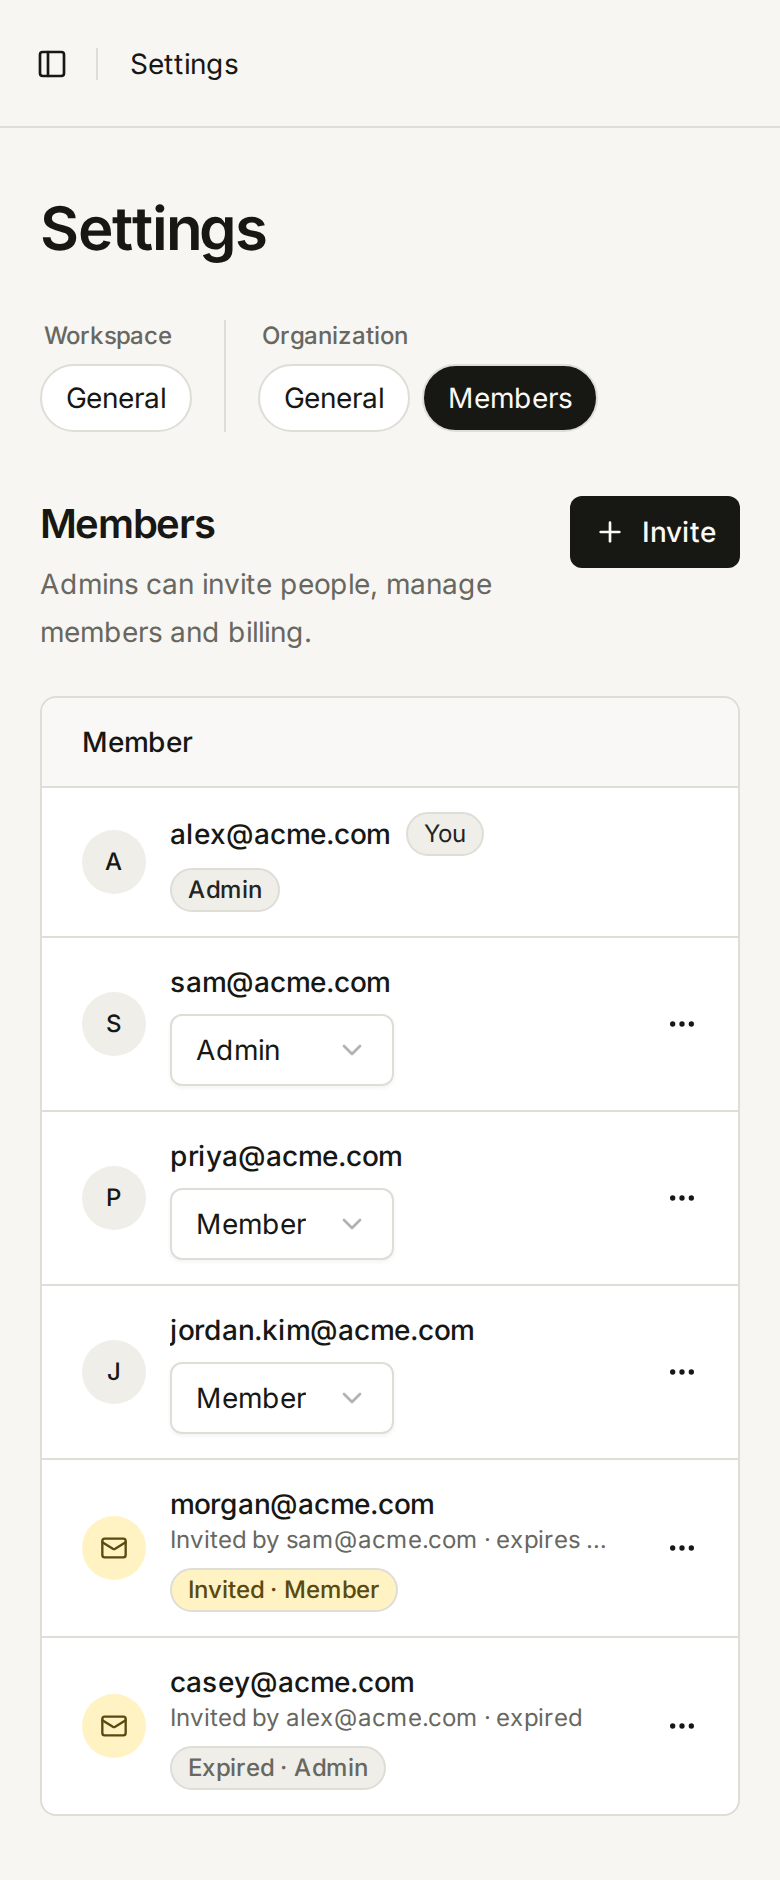 Settings
Settings
Workspace
Organization
General
General
Members
Members
Invite
Admins can invite people, manage
members and billing.
Member
A
alex@acme.com
You
Admin
S
sam@acme.com
Admin
P
priya@acme.com
Member
J
jordan.kim@acme.com
Member
morgan@acme.com
Invited by sam@acme.com · expires ...
Invited · Member
casey@acme.com
Invited by alex@acme.com · expired
Expired · Admin